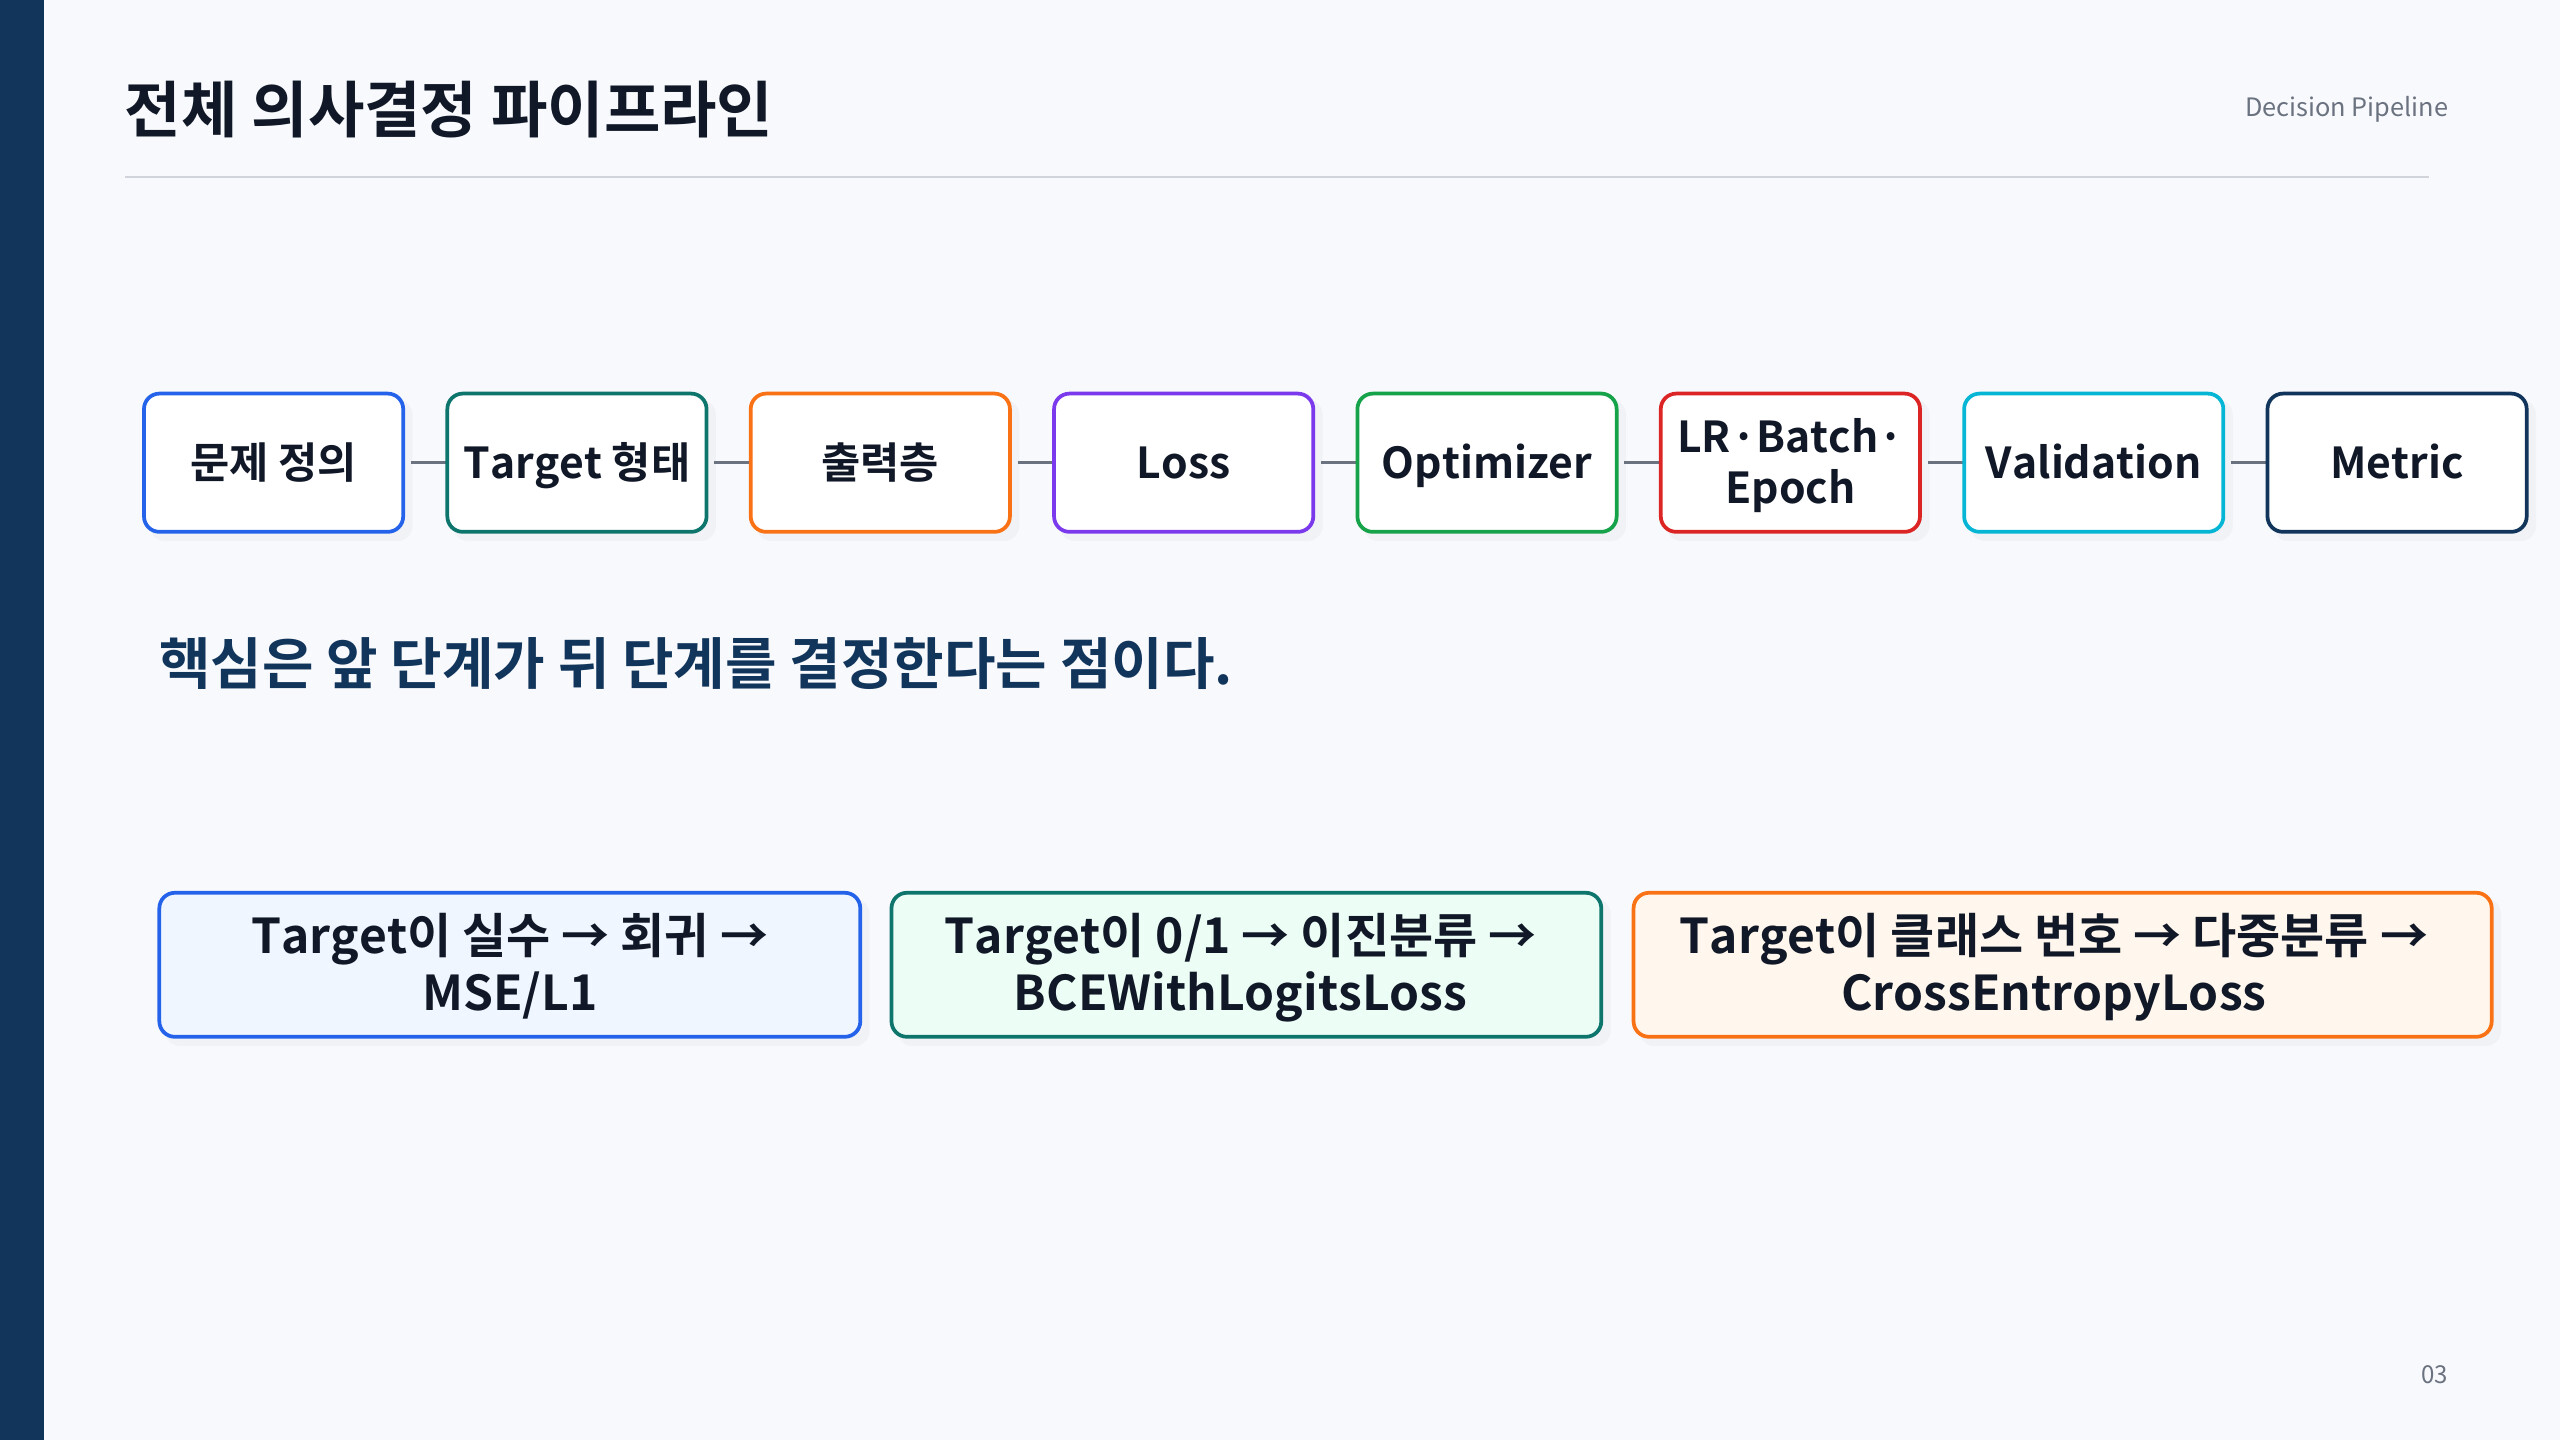 전체 의사결정 파이프라인
Decision Pipeline
문제 정의
Target 형태
출력층
Loss
Optimizer
LR·Batch·
Epoch
Validation
Metric
핵심은 앞 단계가 뒤 단계를 결정한다는 점이다.
Target이 실수 → 회귀 →
MSE/L1
Target이 0/1 → 이진분류 →
BCEWithLogitsLoss
Target이 클래스 번호 → 다중분류 →
CrossEntropyLoss
03